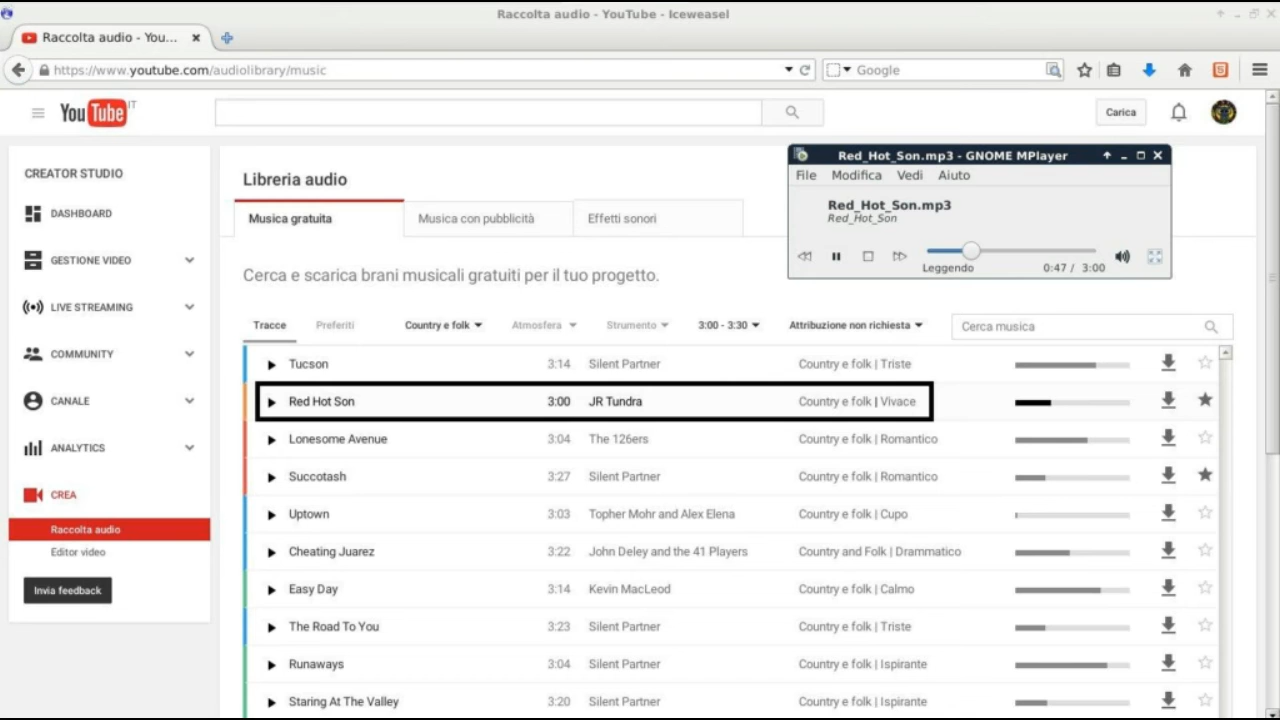 Raccolta audio - YouTube - Iceweasel
Raccolta audio - You...
https://www.youtube.com/audiolibrary/music
Google
YouTube IT
Carica
CREATOR STUDIO
DASHBOARD
GESTIONE VIDEO
LIVE STREAMING
COMMUNITY
CANALE
ANALYTICS
CREA
Raccolta audio
Editor video
Invia feedback
Libreria audio
Musica gratuita Musica con pubblicità Effetti sonori
Red_Hot_Son.mp3 - GNOME MPlayer
File Modifica Vedi Aiuto
Red_Hot_Son.mp3
Red_Hot_Son
Leggendo 0:47 / 3:00
Cerca e scarica brani musicali gratuiti per il tuo progetto.
Tracce Preferiti Country e folk Atmosfera Strumento 3:00 - 3:30 Attribuzione non richiesta Cerca musica
Tucson 3:14 Silent Partner Country e folk | Triste
Red Hot Son 3:00 JR Tundra Country e folk | Vivace
Lonesome Avenue 3:04 The 126ers Country e folk | Romantico
Succotash 3:27 Silent Partner Country e folk | Romantico
Uptown 3:03 Topher Mohr and Alex Elena Country e folk | Cupo
Cheating Juarez 3:22 John Deley and the 41 Players Country and Folk | Drammatico
Easy Day 3:14 Kevin MacLeod Country e folk | Calmo
The Road To You 3:23 Silent Partner Country e folk | Triste
Runaways 3:04 Silent Partner Country e folk | Ispirante
Staring At The Valley 3:20 Silent Partner Country e folk | Ispirante